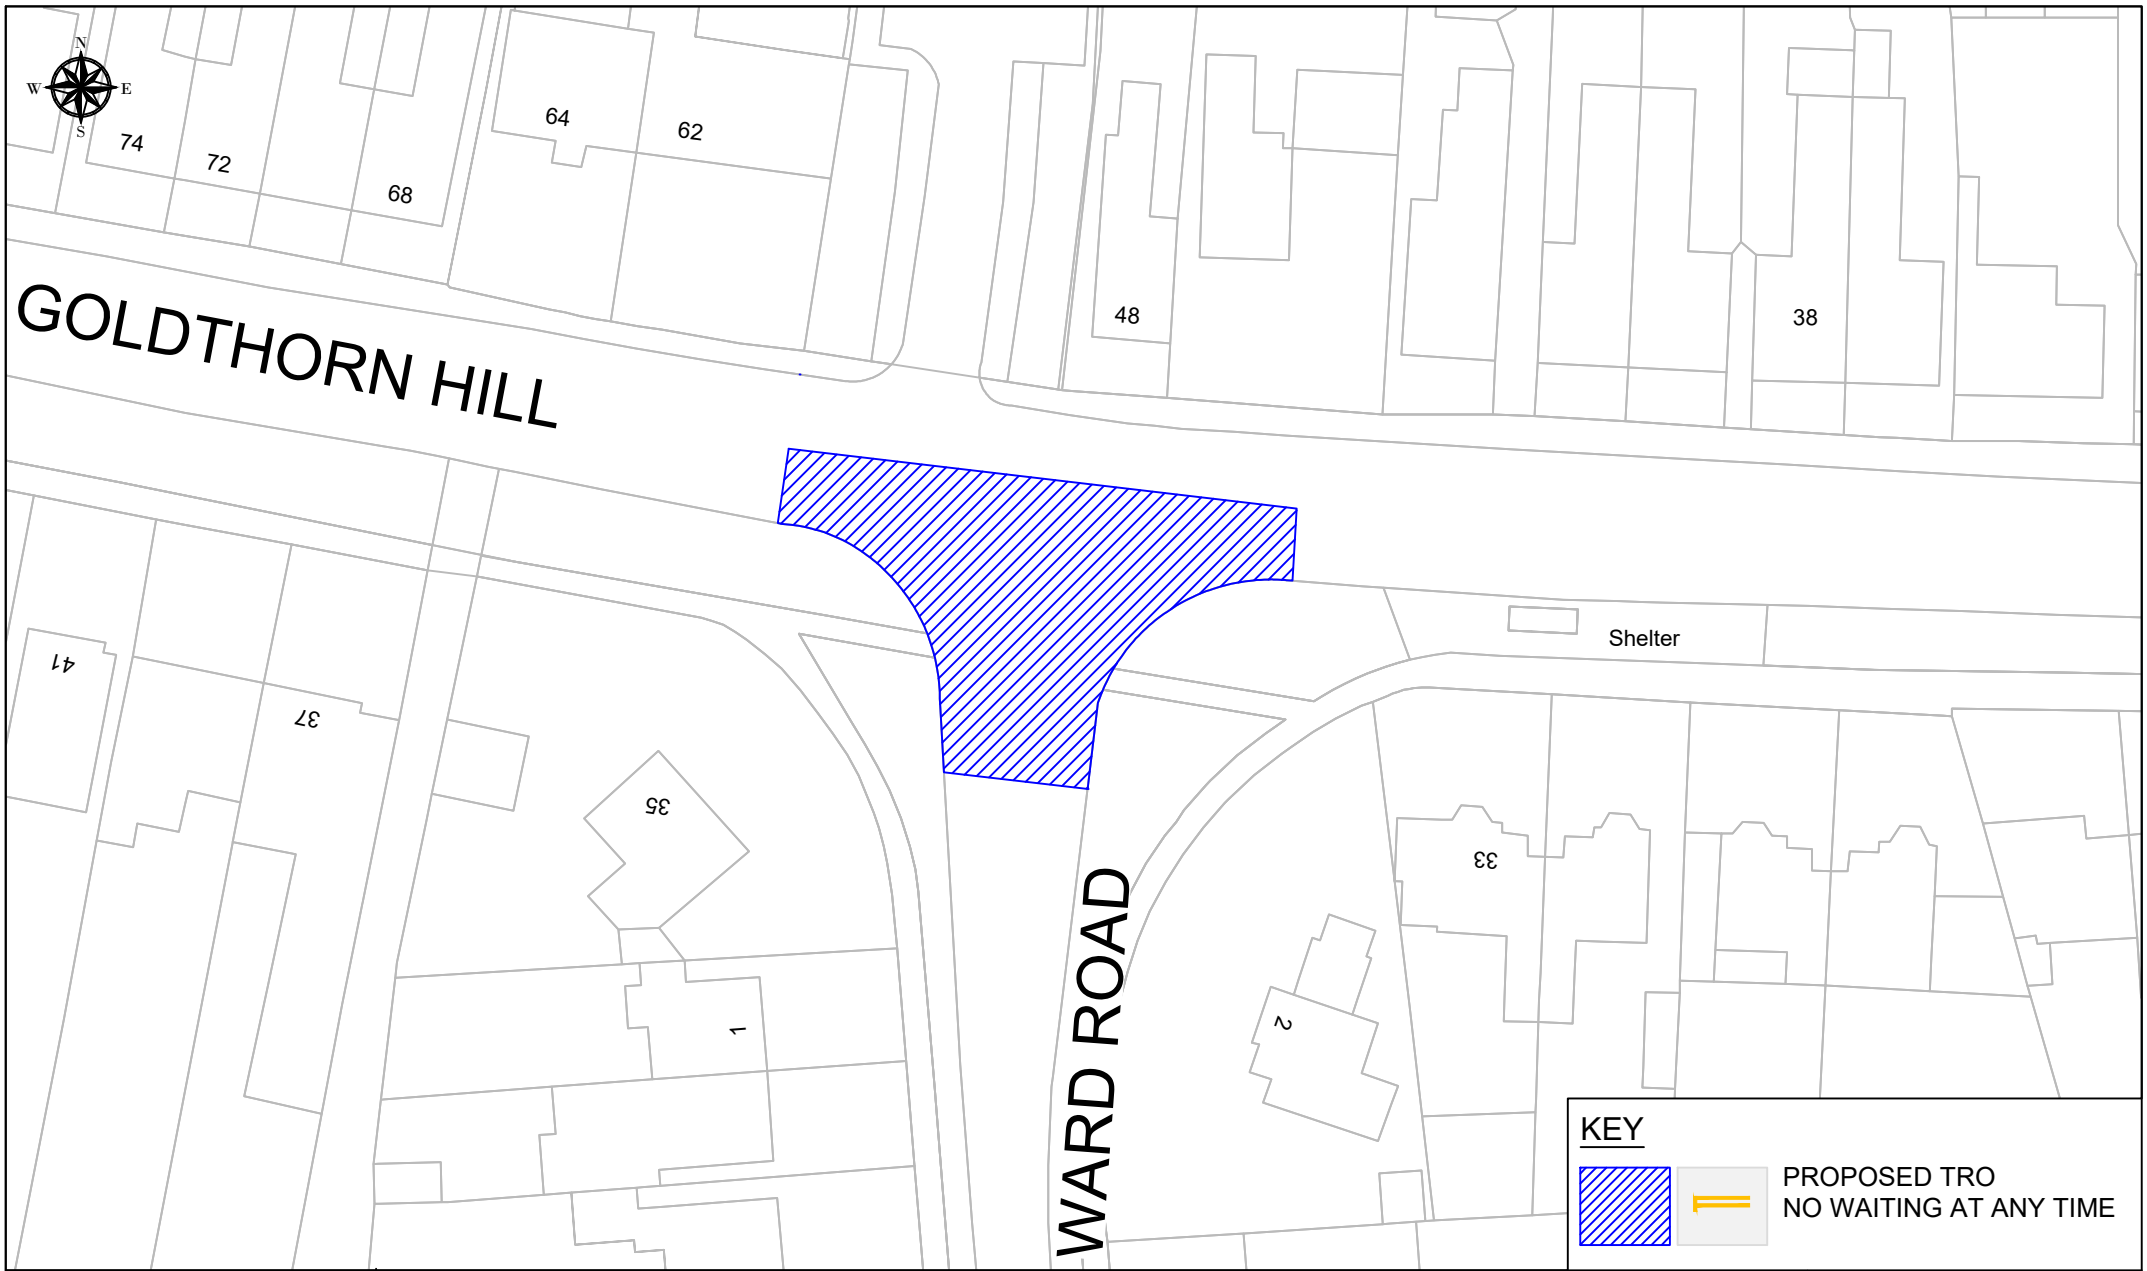 N
W E
S
74
72
68
64
62
48
38
GOLDTHORN HILL
Shelter
41
37
35
33
1
2
WARD ROAD
KEY
PROPOSED TRO
NO WAITING AT ANY TIME